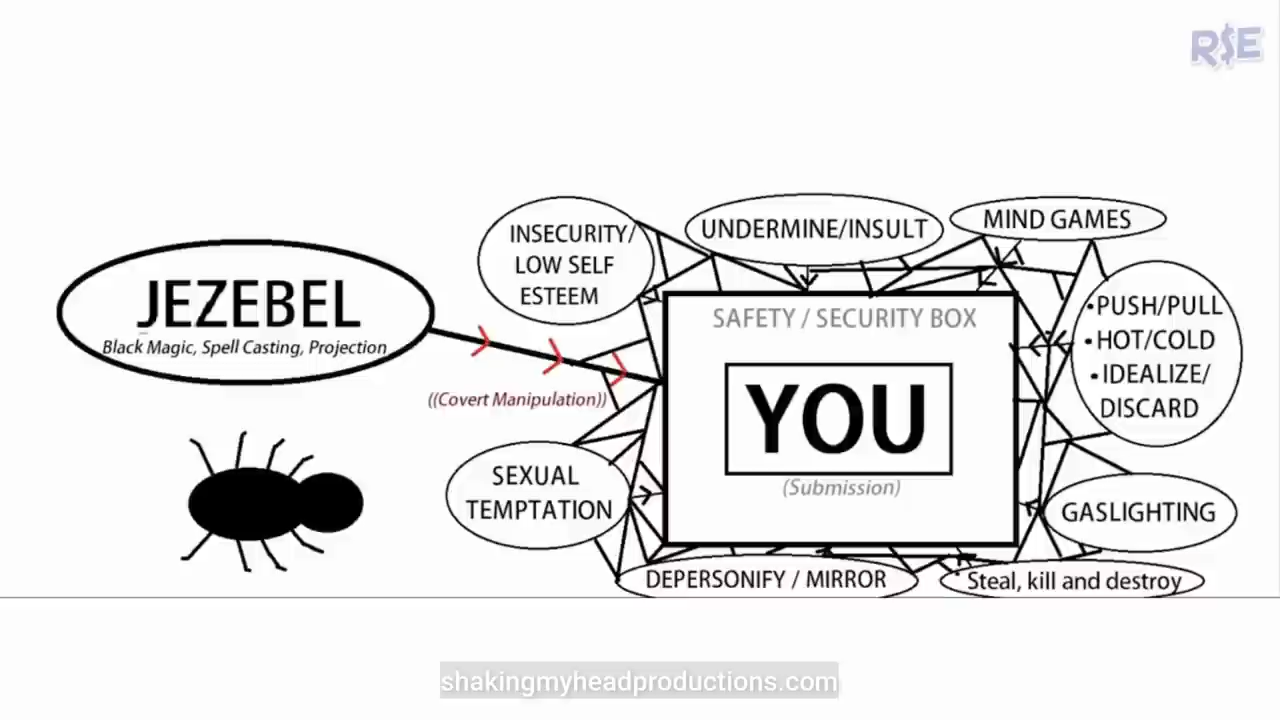 R$E
INSECURITY/
LOW SELF
ESTEEM
UNDERMINE/INSULT
MIND GAMES
JEZEBEL
Black Magic, Spell Casting, Projection
((Covert Manipulation))
SAFETY / SECURITY BOX
YOU
(Submission)
•PUSH/PULL
•HOT/COLD
•IDEALIZE/
DISCARD
SEXUAL
TEMPTATION
GASLIGHTING
DEPERSONIFY / MIRROR
Steal, kill and destroy
shakingmyheadproductions.com